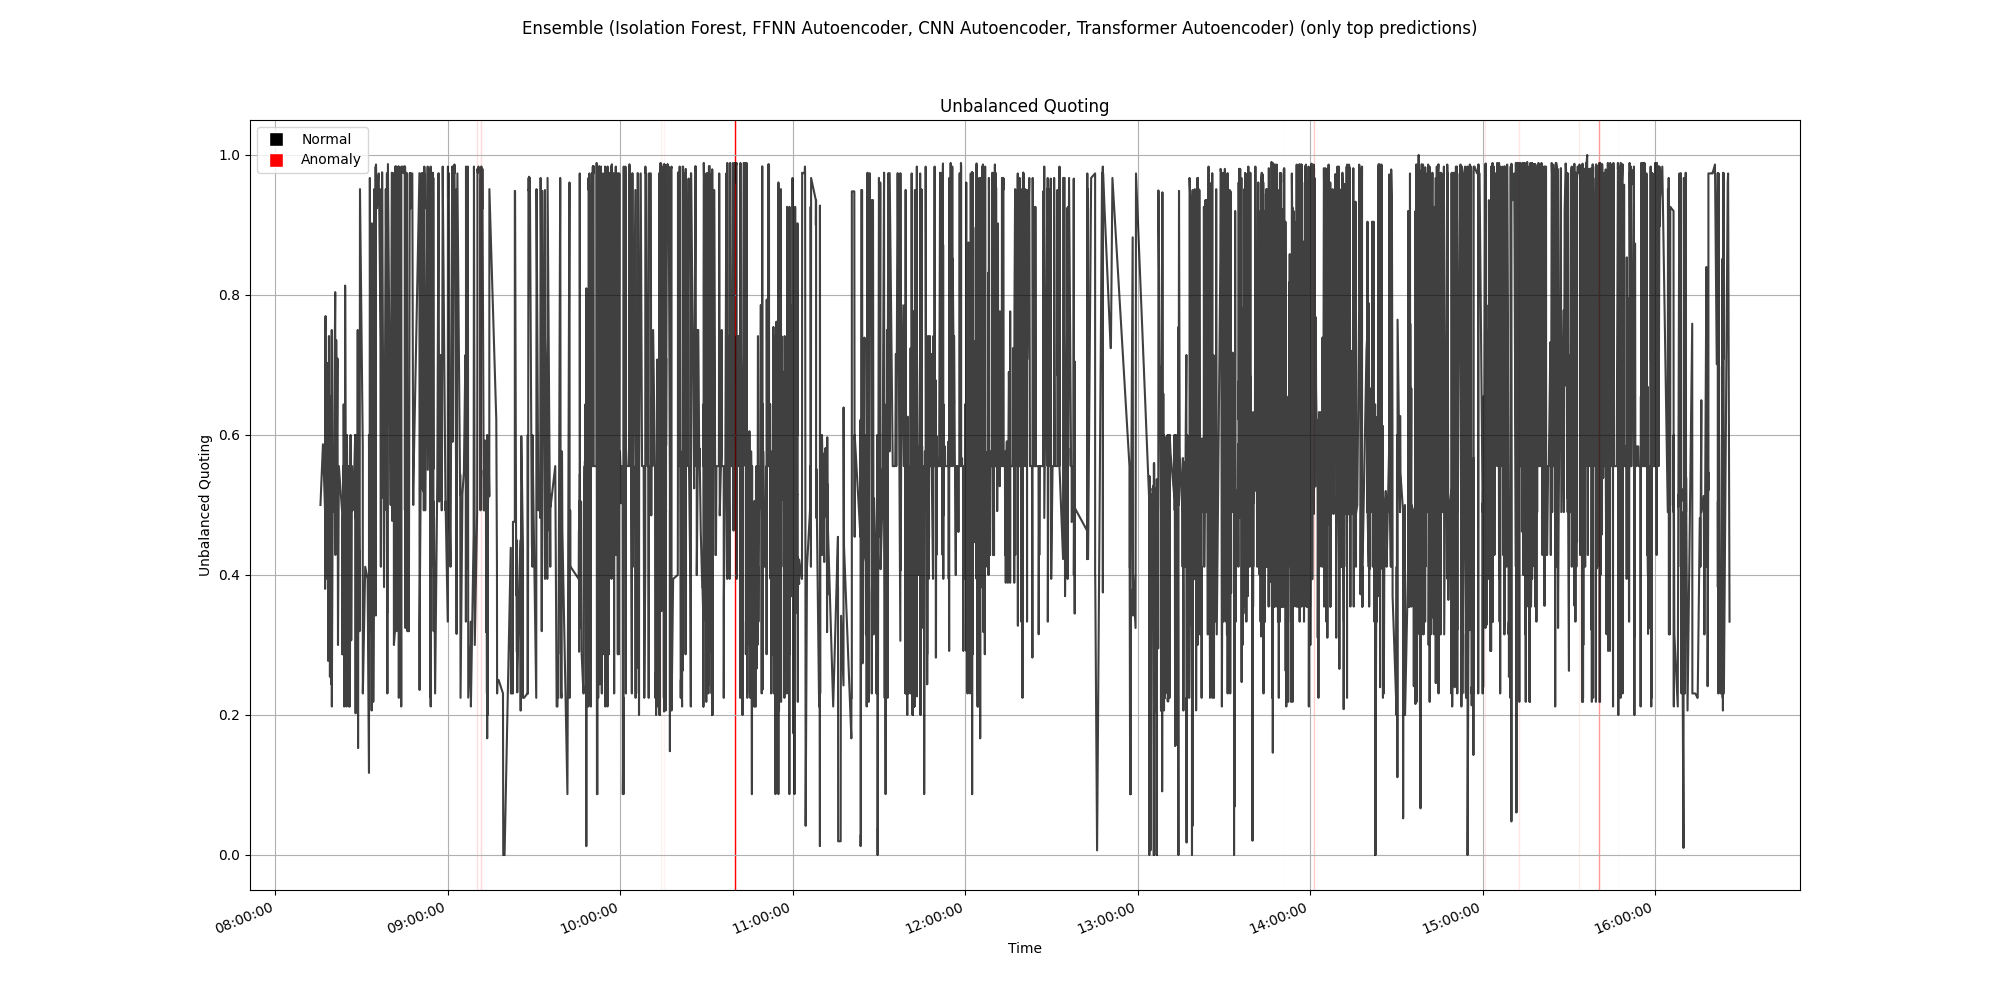 Ensemble (Isolation Forest, FFNN Autoencoder, CNN Autoencoder, Transformer Autoencoder) (only top predictions)
Unbalanced Quoting
Normal
Anomaly
1.0
0.8
0.6
0.4
0.2
0.0
Unbalanced Quoting
08:00:00
09:00:00
10:00:00
11:00:00
12:00:00
13:00:00
14:00:00
15:00:00
16:00:00
Time